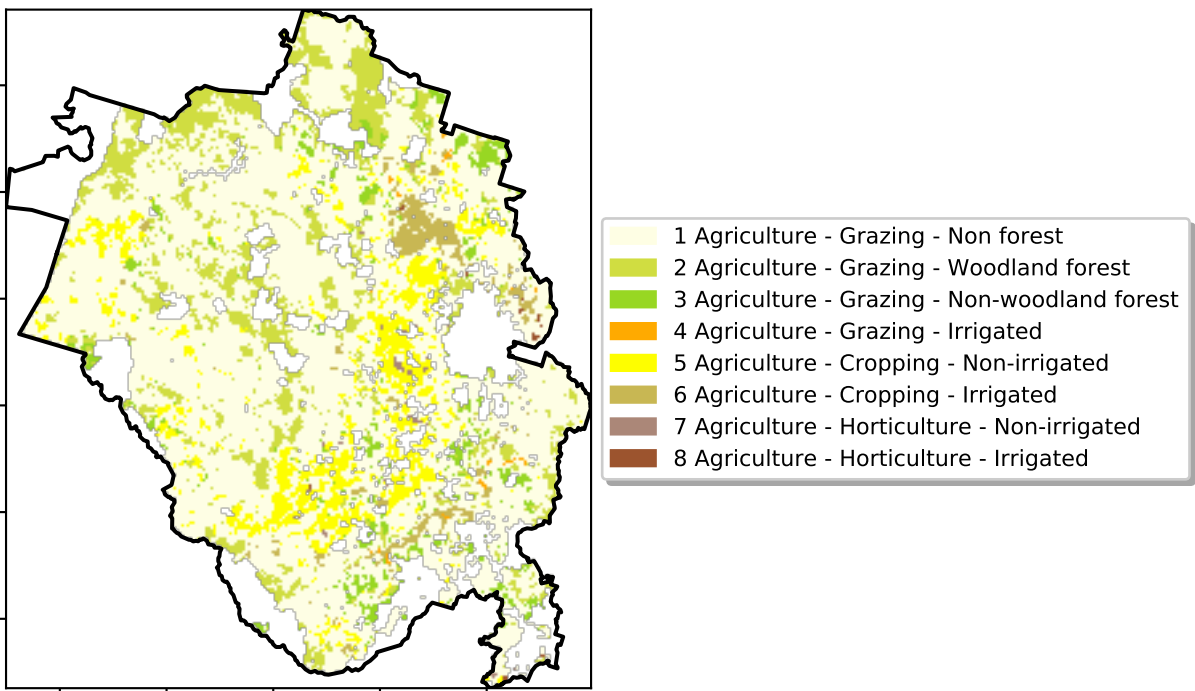 1 Agriculture - Grazing - Non forest
2 Agriculture - Grazing - Woodland forest
3 Agriculture - Grazing - Non-woodland forest
4 Agriculture - Grazing - Irrigated
5 Agriculture - Cropping - Non-irrigated
6 Agriculture - Cropping - Irrigated
7 Agriculture - Horticulture - Non-irrigated
8 Agriculture - Horticulture - Irrigated